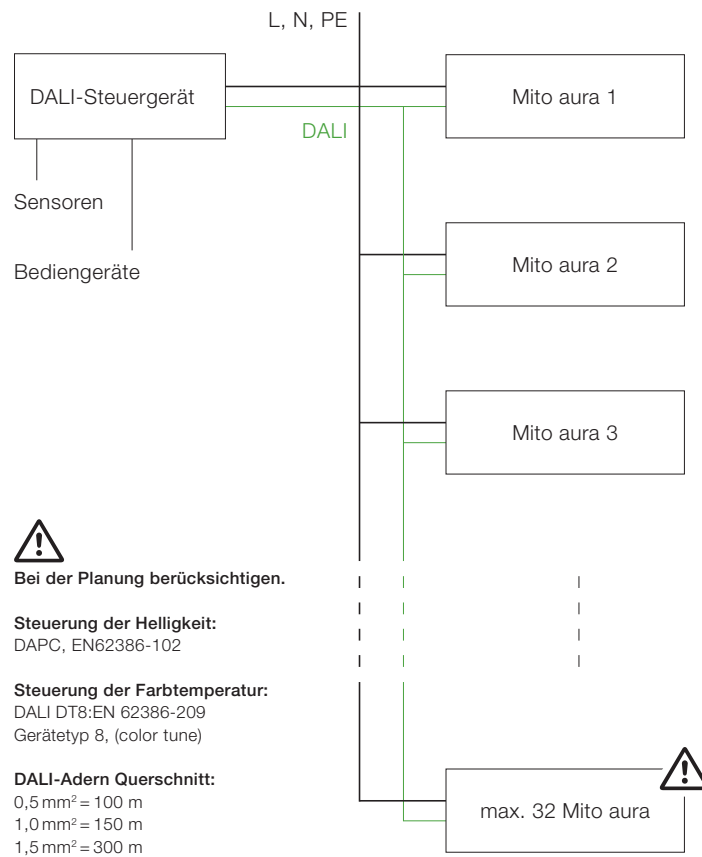 L, N, PE
DALI-Steuergerät
Mito aura 1
DALI
Sensoren
Bediengeräte
Mito aura 2
Mito aura 3
Bei der Planung berücksichtigen.
Steuerung der Helligkeit:
DAPC, EN62386-102
Steuerung der Farbtemperatur:
DALI DT8:EN 62386-209
Gerätetyp 8, (color tune)
DALI-Adern Querschnitt:
0,5 mm² = 100 m
1,0 mm² = 150 m
1,5 mm² = 300 m
max. 32 Mito aura